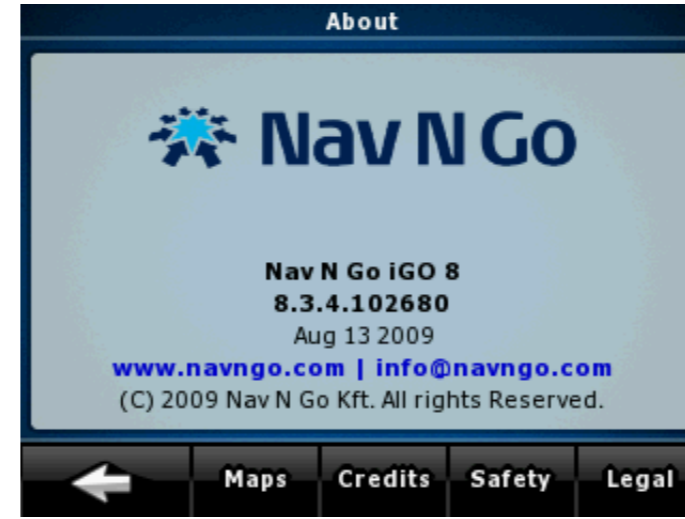 About
Nav N Go
Nav N Go iGO 8
8.3.4.102680
Aug 13 2009
www.navngo.com | info@navngo.com
(C) 2009 Nav N Go Kft. All rights Reserved.
Maps Credits Safety Legal